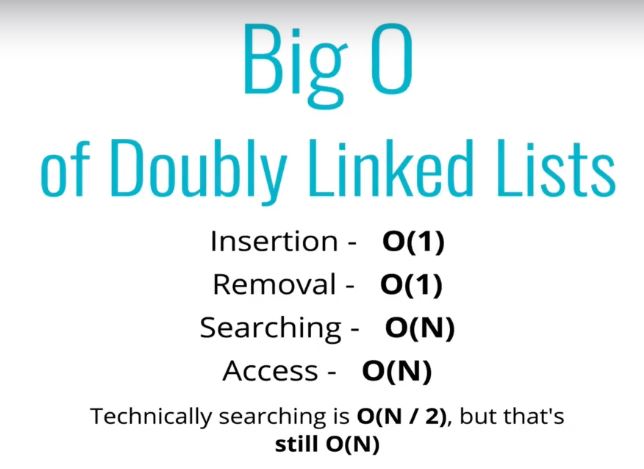 Big O
of Doubly Linked Lists
Insertion - O(1)
Removal - O(1)
Searching - O(N)
Access - O(N)
Technically searching is O(N / 2), but that's
still O(N)